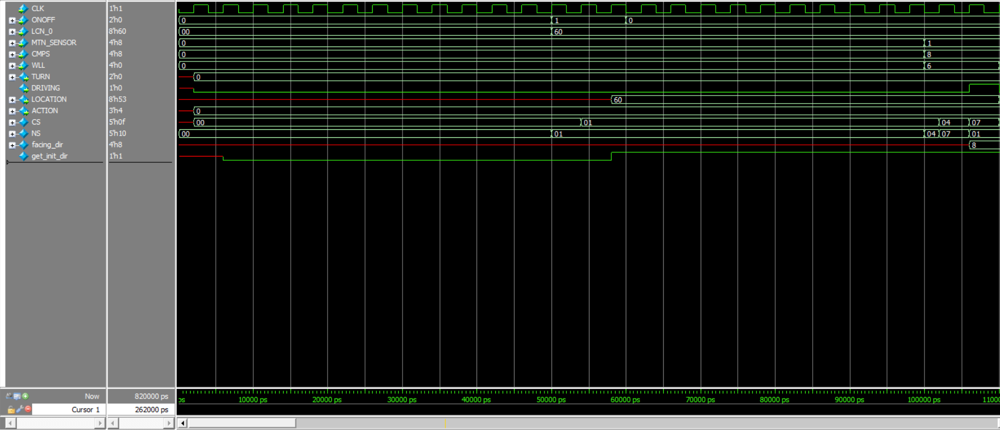 CLK 1'h1
ONOFF 2'h0 0 1 0
LCN_0 8'h60 00 60
MTN_SENSOR 4'h8 0 1
CMPS 4'h8 0 8
WLL 4'h0 0 6
TURN 2'h0 0
DRIVING 1'h0
LOCATION 8'h53 60
ACTION 3'h4 0
CS 5'h0f 00 01 04 07
NS 5'h10 00 01 04 07 01
facing_dir 4'h8 8
get_init_dir 1'h1
Now 820000 ps ps 10000 ps 20000 ps 30000 ps 40000 ps 50000 ps 60000 ps 70000 ps 80000 ps 90000 ps 100000 ps 11000
Cursor 1 262000 ps